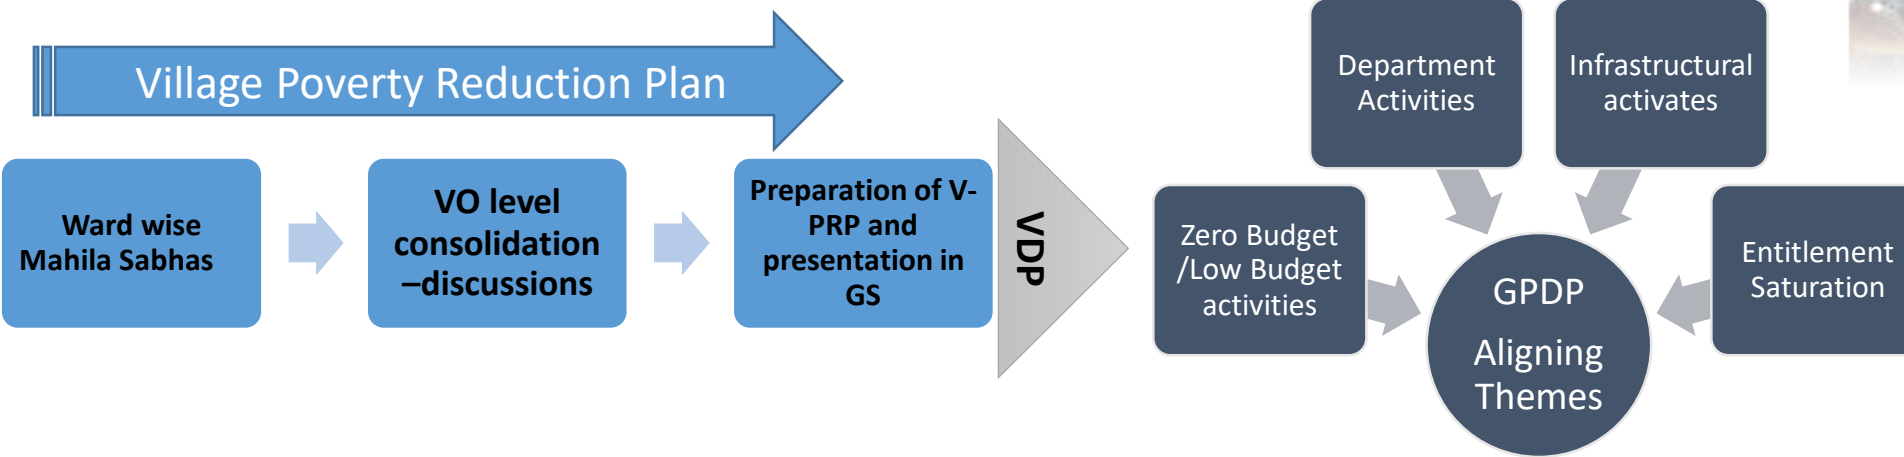 Village Poverty Reduction Plan
Ward wise
Mahila Sabhas
VO level
consolidation
–discussions
Preparation of V-
PRP and
presentation in
GS
VDP
Zero Budget
/Low Budget
activities
Department
Activities
Infrastructural
activates
Entitlement
Saturation
GPDP
Aligning
Themes